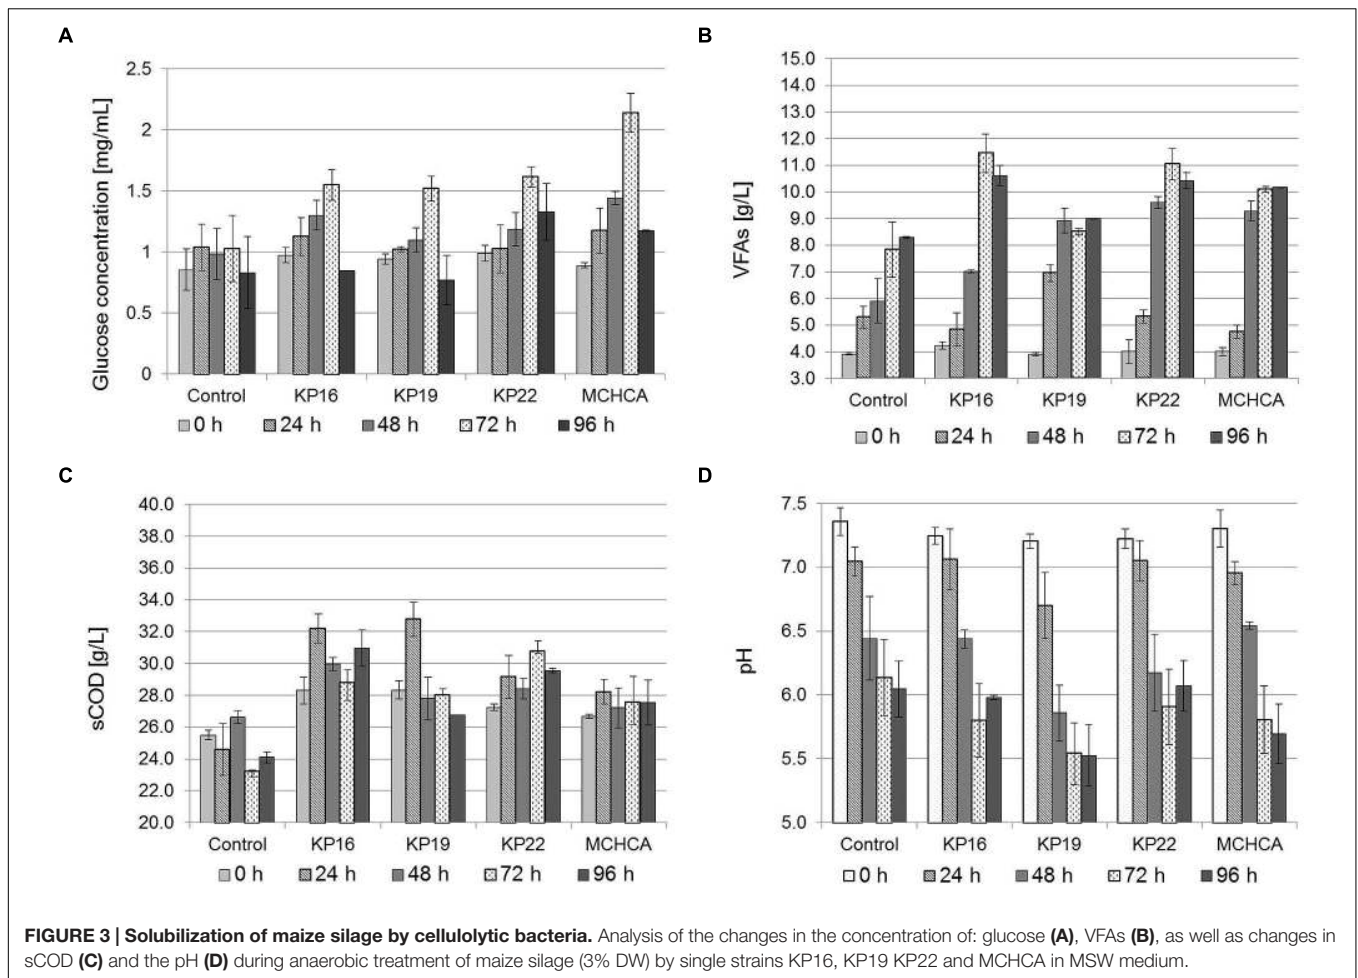 A
Glucose concentration [mg/mL]
2.5
2
1.5
1
0.5
0
Control KP16 KP19 KP22 MCHCA
0 h 24 h 48 h 72 h 96 h
B
VFAs [g/L]
15.0
14.0
13.0
12.0
11.0
10.0
9.0
8.0
7.0
6.0
5.0
4.0
3.0
Control KP16 KP19 KP22 MCHCA
0 h 24 h 48 h 72 h 96 h
C
sCOD [g/L]
40.0
38.0
36.0
34.0
32.0
30.0
28.0
26.0
24.0
22.0
20.0
Control KP16 KP19 KP22 MCHCA
0 h 24 h 48 h 72 h 96 h
D
pH
7.5
7.0
6.5
6.0
5.5
5.0
Control KP16 KP19 KP22 MCHCA
0 h 24 h 48 h 72 h 96 h
FIGURE 3 | Solubilization of maize silage by cellulolytic bacteria. Analysis of the changes in the concentration of: glucose (A), VFAs (B), as well as changes in
sCOD (C) and the pH (D) during anaerobic treatment of maize silage (3% DW) by single strains KP16, KP19 KP22 and MCHCA in MSW medium.